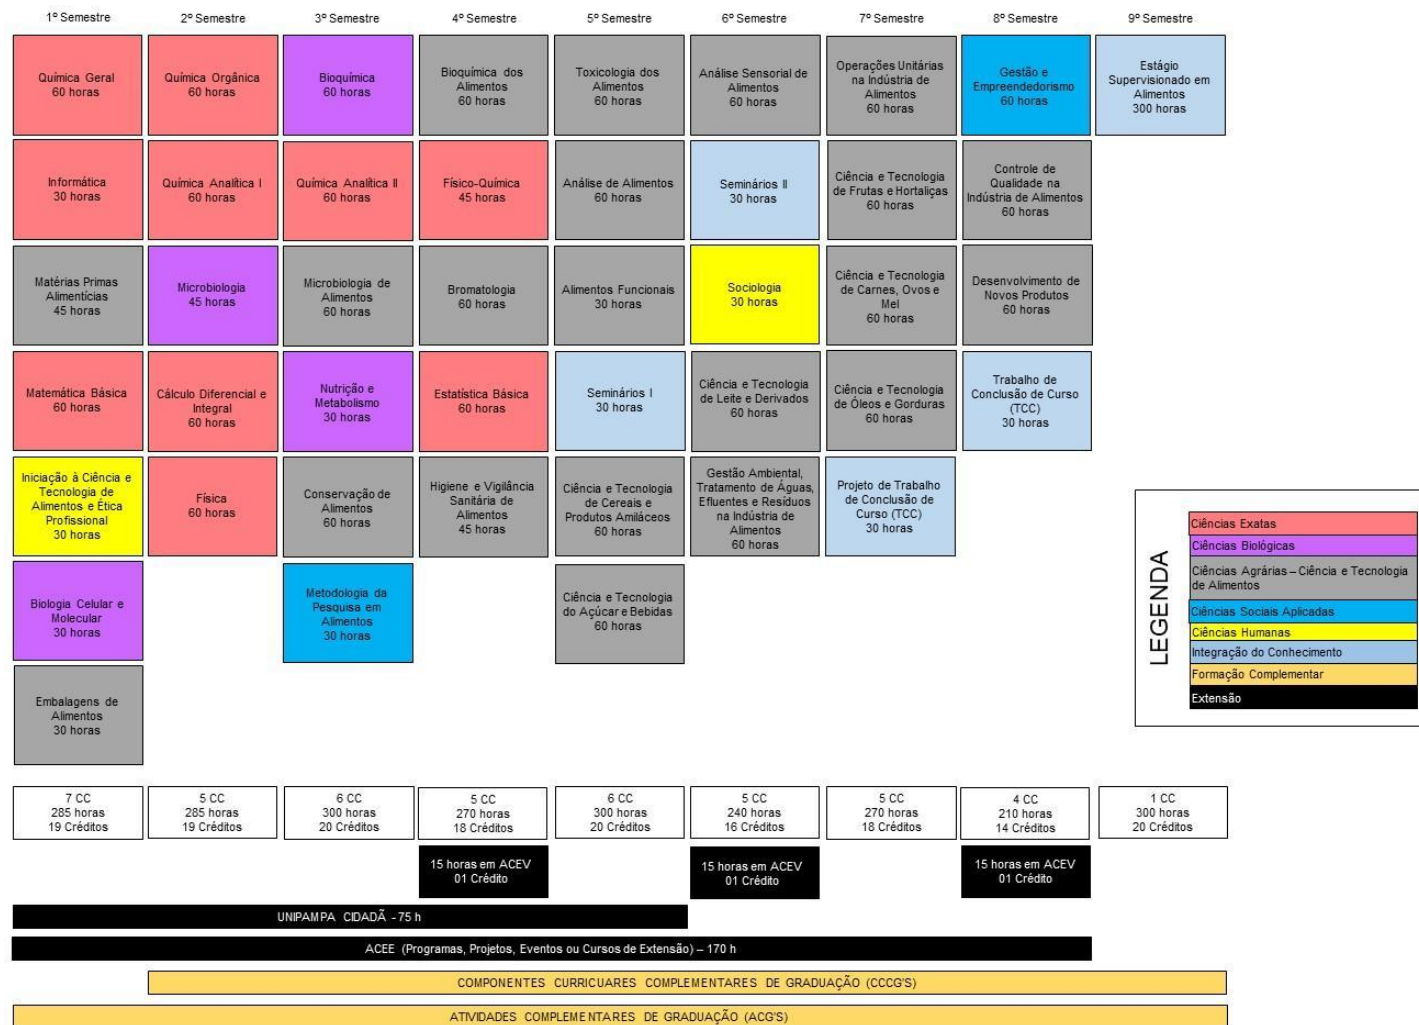 1º Semestre
2º Semestre
3º Semestre
4º Semestre
5º Semestre
6º Semestre
7º Semestre
8º Semestre
9º Semestre
Química Geral
60 horas
Química Orgânica
60 horas
Bioquímica
60 horas
Bioquímica dos
Alimentos
60 horas
Toxicologia dos
Alimentos
60 horas
Análise Sensorial de
Alimentos
60 horas
Operações Unitárias
na Indústria de
Alimentos
60 horas
Gestão e
Empreendedorismo
60 horas
Estágio
Supervisionado em
Alimentos
300 horas
Informática
30 horas
Química Analítica I
60 horas
Química Analítica II
60 horas
Físico-Química
45 horas
Análise de Alimentos
60 horas
Seminários II
30 horas
Ciência e Tecnologia
de Frutas e Hortaliças
60 horas
Controle de
Qualidade na
Indústria de Alimentos
60 horas
Matérias Primas
Alimentícias
45 horas
Microbiologia
45 horas
Microbiologia de
Alimentos
60 horas
Bromatologia
60 horas
Alimentos Funcionais
30 horas
Sociologia
30 horas
Ciência e Tecnologia
de Carnes, Ovos e
Mel
60 horas
Desenvolvimento de
Novos Produtos
60 horas
Matemática Básica
60 horas
Cálculo Diferencial e
Integral
60 horas
Nutrição e
Metabolismo
30 horas
Estatística Básica
60 horas
Seminários I
30 horas
Ciência e Tecnologia
de Leite e Derivados
60 horas
Ciência e Tecnologia
de Óleos e Gorduras
60 horas
Trabalho de
Conclusão de Curso
(TCC)
30 horas
Iniciação à Ciência e
Tecnologia de
Alimentos e Ética
Profissional
30 horas
Física
60 horas
Conservação de
Alimentos
60 horas
Higiene e Vigilância
Sanitária de
Alimentos
45 horas
Ciência e Tecnologia
de Cereais e
Produtos Amiláceos
60 horas
Gestão Ambiental,
Tratamento de Águas,
Efluentes e Resíduos
na Indústria de
Alimentos
60 horas
Projeto de Trabalho
de Conclusão de
Curso (TCC)
30 horas
Biologia Celular e
Molecular
30 horas
Metodologia da
Pesquisa em
Alimentos
30 horas
Ciência e Tecnologia
do Açúcar e Bebidas
60 horas
Embalagens de
Alimentos
30 horas
LEGENDA
Ciências Exatas
Ciências Biológicas
Ciências Agrárias – Ciência e Tecnologia
de Alimentos
Ciências Sociais Aplicadas
Ciências Humanas
Integração do Conhecimento
Formação Complementar
Extensão
7 CC
285 horas
19 Créditos
5 CC
285 horas
19 Créditos
6 CC
300 horas
20 Créditos
5 CC
270 horas
18 Créditos
6 CC
300 horas
20 Créditos
5 CC
240 horas
16 Créditos
5 CC
270 horas
18 Créditos
4 CC
210 horas
14 Créditos
1 CC
300 horas
20 Créditos
15 horas em ACEV
01 Crédito
15 horas em ACEV
01 Crédito
15 horas em ACEV
01 Crédito
UNIPAMPA CIDADÃ - 75 h
ACEE (Programas, Projetos, Eventos ou Cursos de Extensão) – 170 h
COMPONENTES CURRICUARES COMPLEMENTARES DE GRADUAÇÃO (CCCG'S)
ATIVIDADES COMPLEMENTARES DE GRADUAÇÃO (ACG'S)